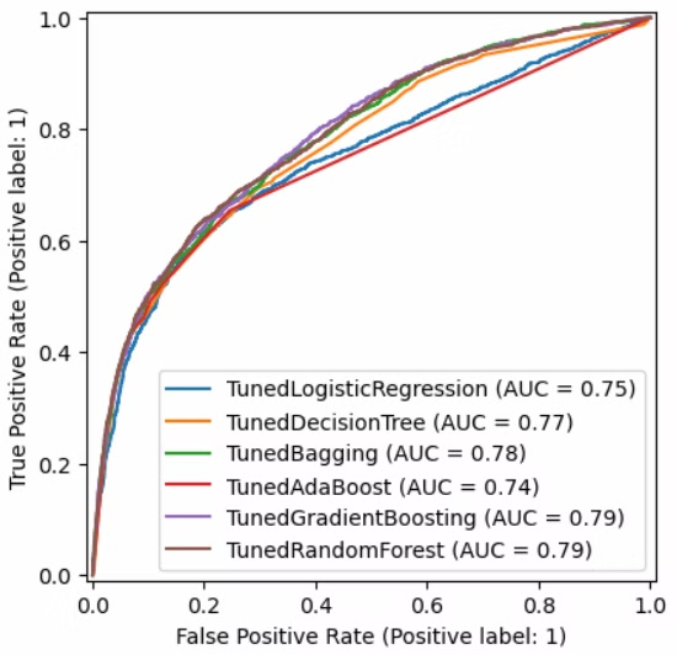 1.0
0.8
0.6
0.4
0.2
0.0
True Positive Rate (Positive label: 1)
TunedLogisticRegression (AUC = 0.75)
TunedDecisionTree (AUC = 0.77)
TunedBagging (AUC = 0.78)
TunedAdaBoost (AUC = 0.74)
TunedGradientBoosting (AUC = 0.79)
TunedRandomForest (AUC = 0.79)
0.0 0.2 0.4 0.6 0.8 1.0
False Positive Rate (Positive label: 1)